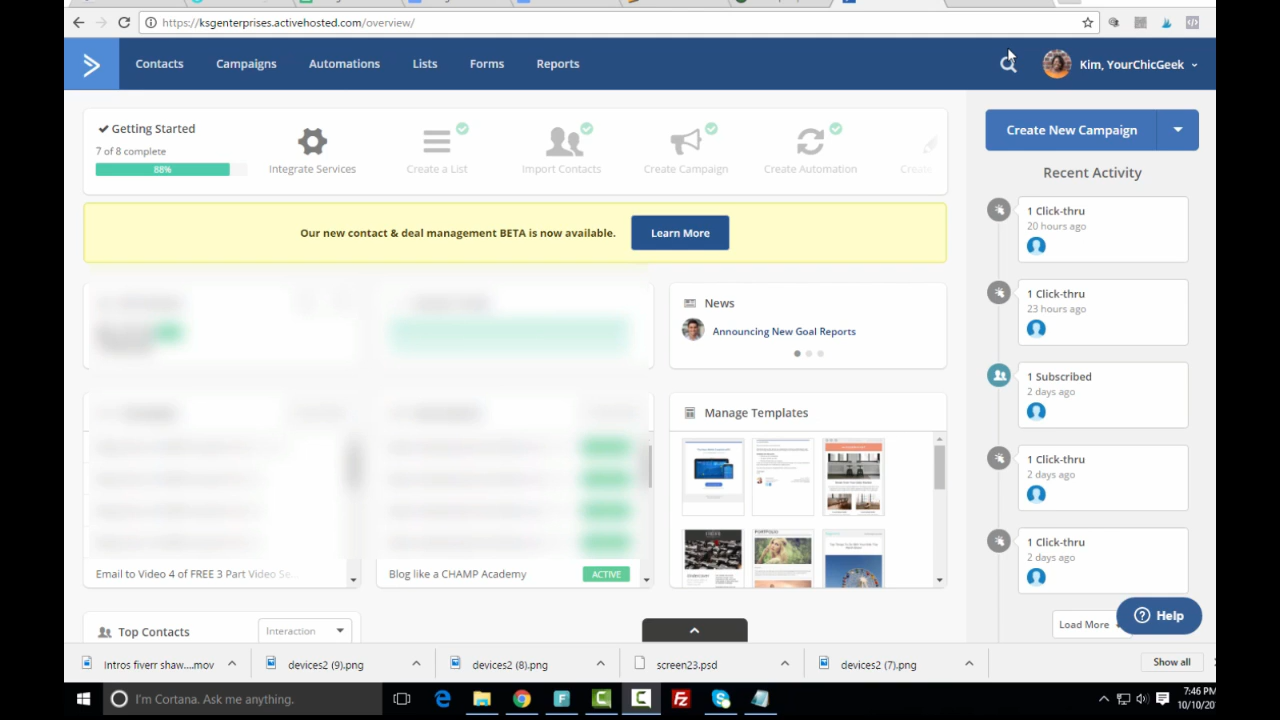 https://ksgenterprises.activehosted.com/overview/
Contacts
Campaigns
Automations
Lists
Forms
Reports
Kim, YourChicGeek
Getting Started
7 of 8 complete
88%
Integrate Services
Create a List
Import Contacts
Create Campaign
Create Automation
Create
Create New Campaign
Our new contact & deal management BETA is now available.
Learn More
News
Announcing New Goal Reports
Manage Templates
Email to Video 4 of FREE 3 Part Video Se...
Blog like a CHAMP Academy
ACTIVE
Top Contacts
Interaction
Recent Activity
1 Click-thru
20 hours ago
1 Click-thru
23 hours ago
1 Subscribed
2 days ago
1 Click-thru
2 days ago
1 Click-thru
2 days ago
Load More
Help
Intros fiverr shaw....mov
devices2 (9).png
devices2 (8).png
screen23.psd
devices2 (7).png
Show all
I'm Cortana. Ask me anything.
7:46 PM
10/10/20